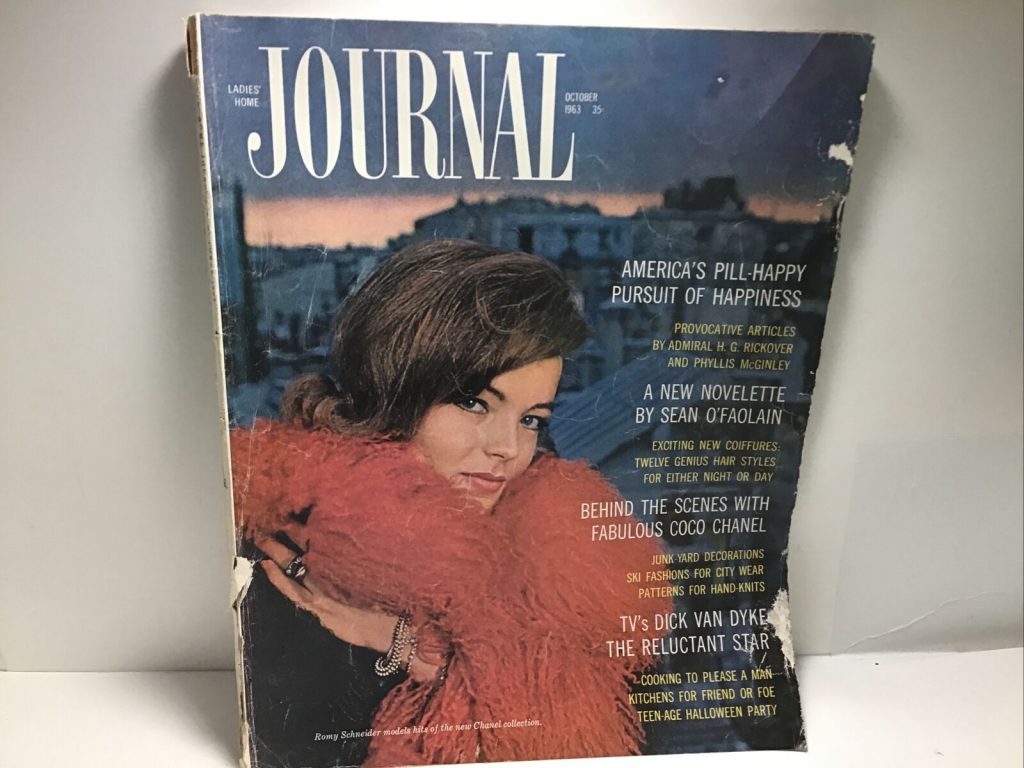 LADIES'
HOME
JOURNAL
OCTOBER
1963 35¢
AMERICA'S PILL-HAPPY
PURSUIT OF HAPPINESS
PROVOCATIVE ARTICLES
BY ADMIRAL H. G. RICKOVER
AND PHYLLIS McGINLEY
A NEW NOVELETTE
BY SEAN O'FAOLAIN
EXCITING NEW COIFFURES:
TWELVE GENIUS HAIR STYLES
FOR EITHER NIGHT OR DAY
BEHIND THE SCENES WITH
FABULOUS COCO CHANEL
JUNK-YARD DECORATIONS
SKI FASHIONS FOR CITY WEAR
PATTERNS FOR HAND-KNITS
TV's DICK VAN DYKE
THE RELUCTANT STAR
COOKING TO PLEASE A MAN
KITCHENS FOR FRIEND OR FOE
TEEN-AGE HALLOWEEN PARTY
Romy Schneider models hits of the new Chanel collection.